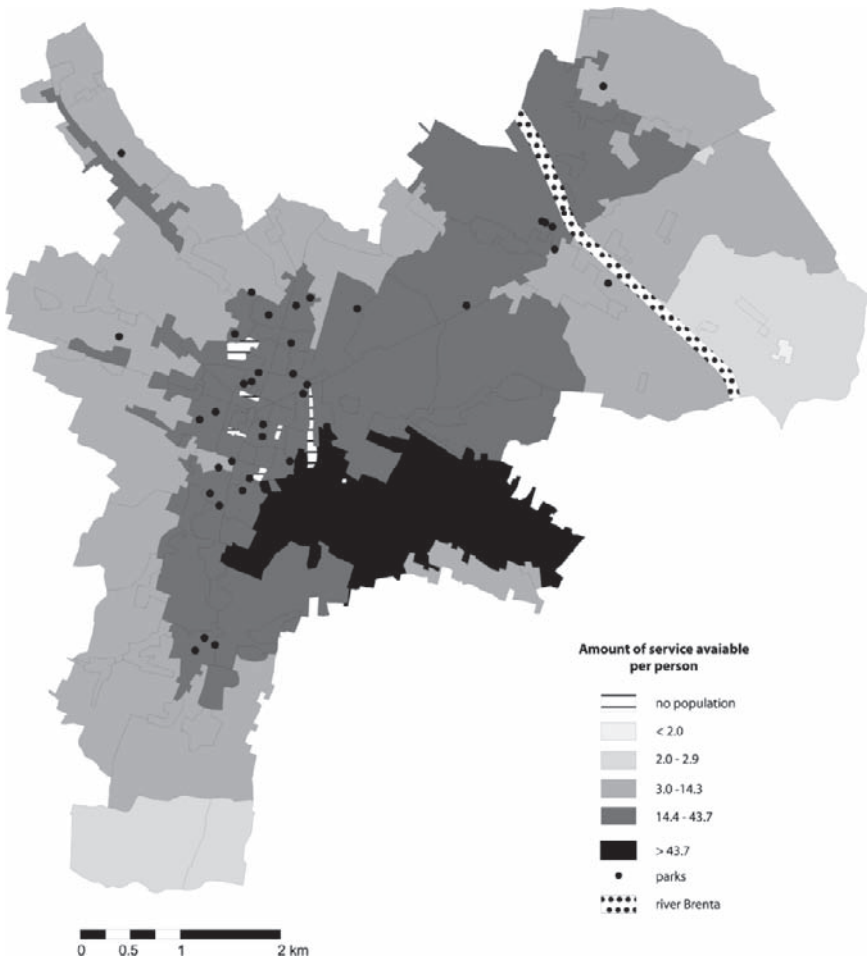 Amount of service avaiable
per person
no population
< 2.0
2.0 - 2.9
3.0 -14.3
14.4 - 43.7
> 43.7
parks
river Brenta
0 0.5 1 2 km